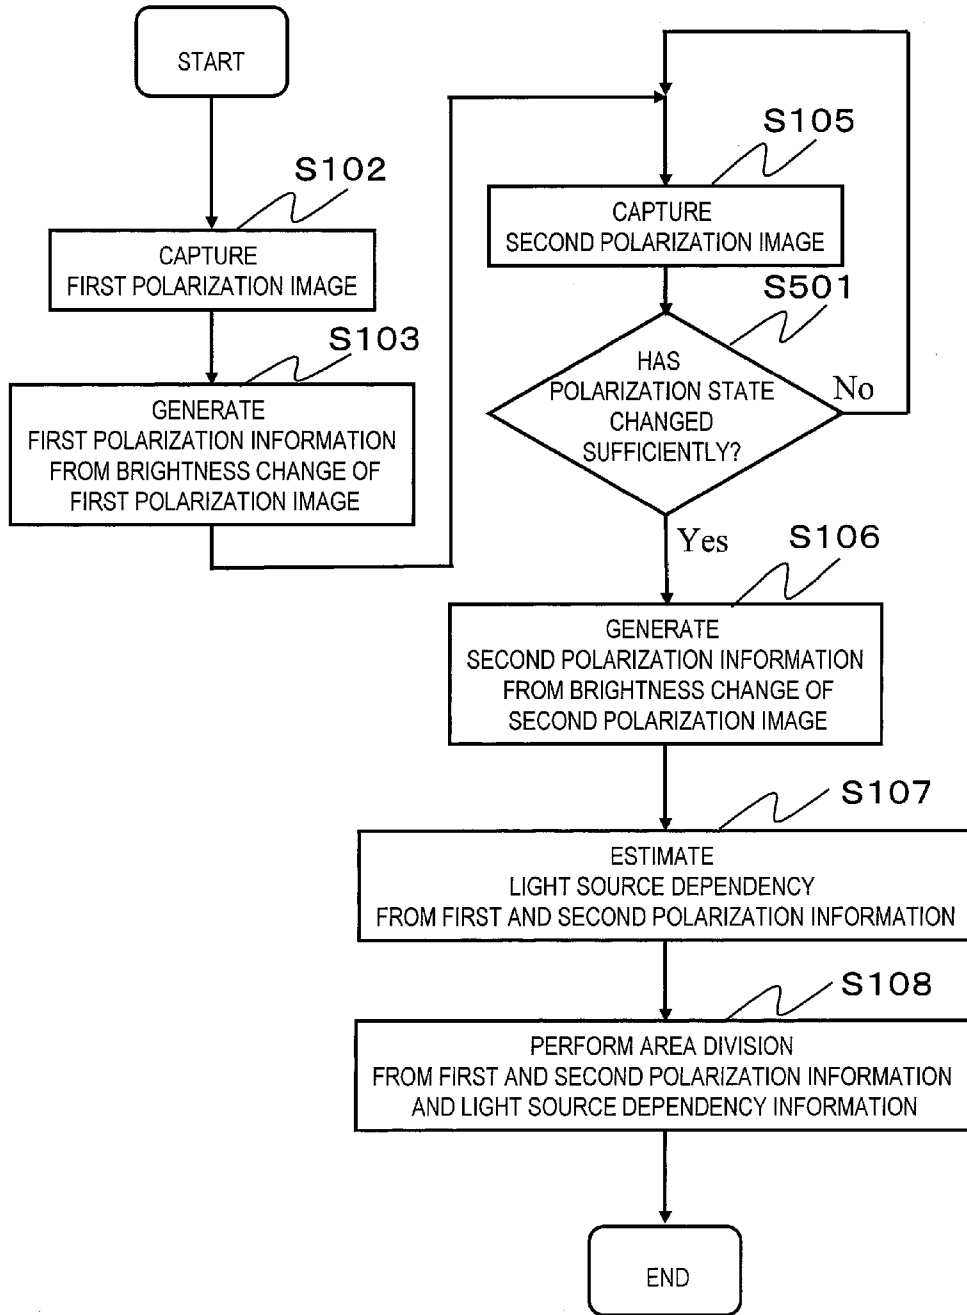 START
S102
CAPTURE
FIRST POLARIZATION IMAGE
S103
GENERATE
FIRST POLARIZATION INFORMATION
FROM BRIGHTNESS CHANGE OF
FIRST POLARIZATION IMAGE
S105
CAPTURE
SECOND POLARIZATION IMAGE
S501
HAS
POLARIZATION STATE
CHANGED
SUFFICIENTLY?
No
Yes
S106
GENERATE
SECOND POLARIZATION INFORMATION
FROM BRIGHTNESS CHANGE OF
SECOND POLARIZATION IMAGE
S107
ESTIMATE
LIGHT SOURCE DEPENDENCY
FROM FIRST AND SECOND POLARIZATION INFORMATION
S108
PERFORM AREA DIVISION
FROM FIRST AND SECOND POLARIZATION INFORMATION
AND LIGHT SOURCE DEPENDENCY INFORMATION
END